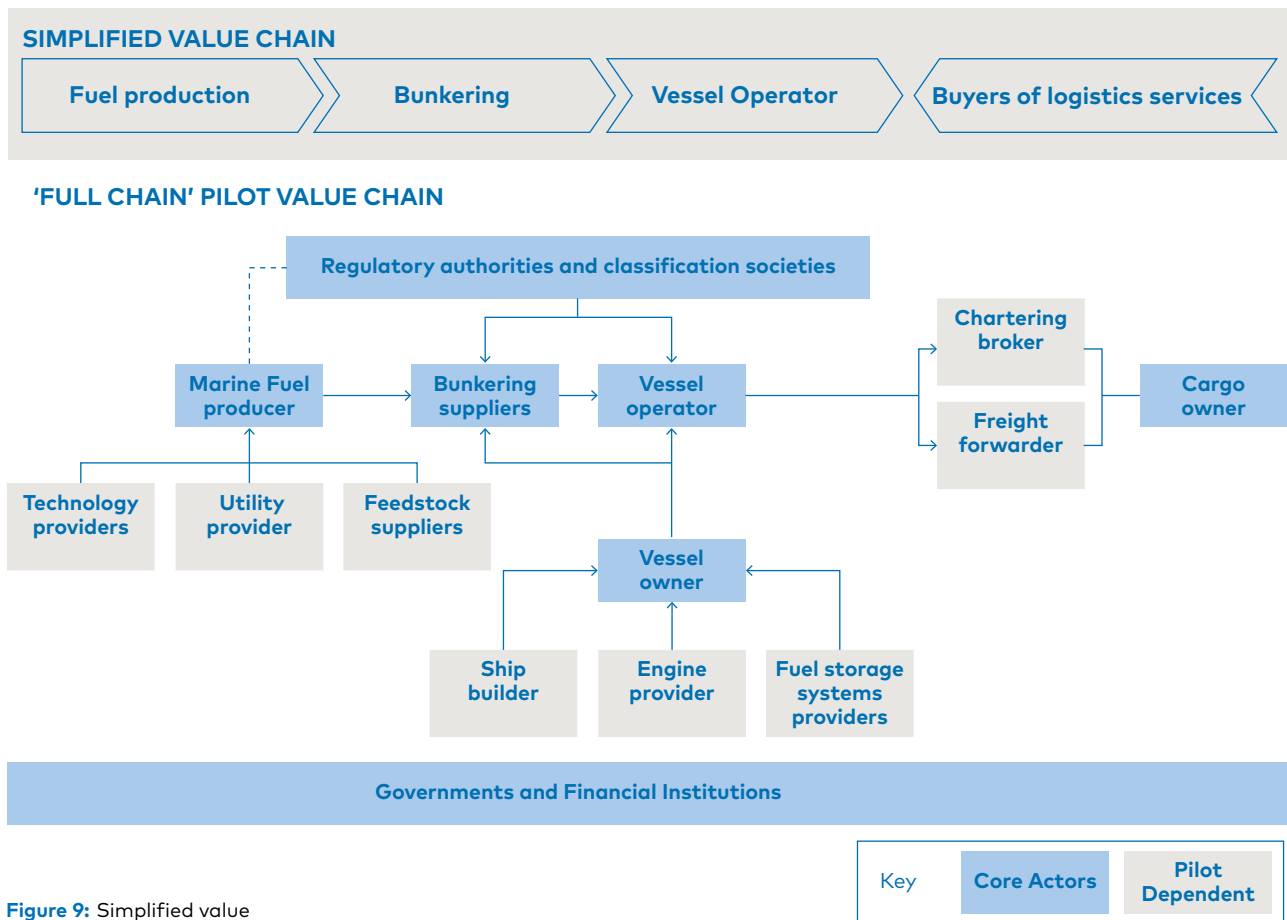 SIMPLIFIED VALUE CHAIN
Fuel production
Bunkering
Vessel Operator
Buyers of logistics services
‘FULL CHAIN’ PILOT VALUE CHAIN
Regulatory authorities and classification societies
Chartering
broker
Marine Fuel
producer
Bunkering
suppliers
Vessel
operator
Cargo
owner
Freight
forwarder
Technology
providers
Utility
provider
Feedstock
suppliers
Vessel
owner
Ship
builder
Engine
provider
Fuel storage
systems
providers
Governments and Financial Institutions
Key
Core Actors
Pilot
Dependent
Figure 9: Simplified value